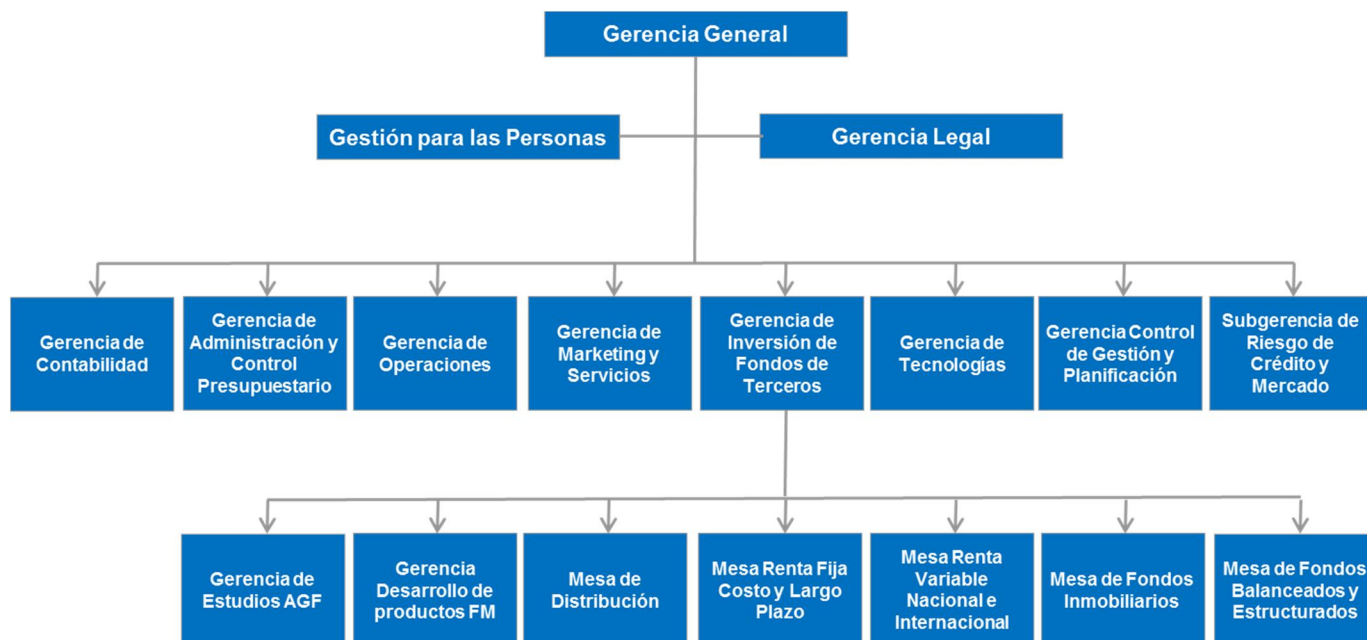 Gerencia General
Gestión para las Personas
Gerencia Legal
Gerencia de
Contabilidad
Gerencia de
Administración y
Control
Presupuestario
Gerencia de
Operaciones
Gerencia de
Marketing y
Servicios
Gerencia de
Inversión de
Fondos de
Terceros
Gerencia de
Tecnologías
Gerencia Control
de Gestión y
Planificación
Subgerencia de
Riesgo de
Crédito y
Mercado
Gerencia de
Estudios AGF
Gerencia
Desarrollo de
productos FM
Mesa de
Distribución
Mesa Renta Fija
Costo y Largo
Plazo
Mesa Renta
Variable
Nacional e
Internacional
Mesa de Fondos
Inmobiliarios
Mesa de Fondos
Balanceados y
Estructurados